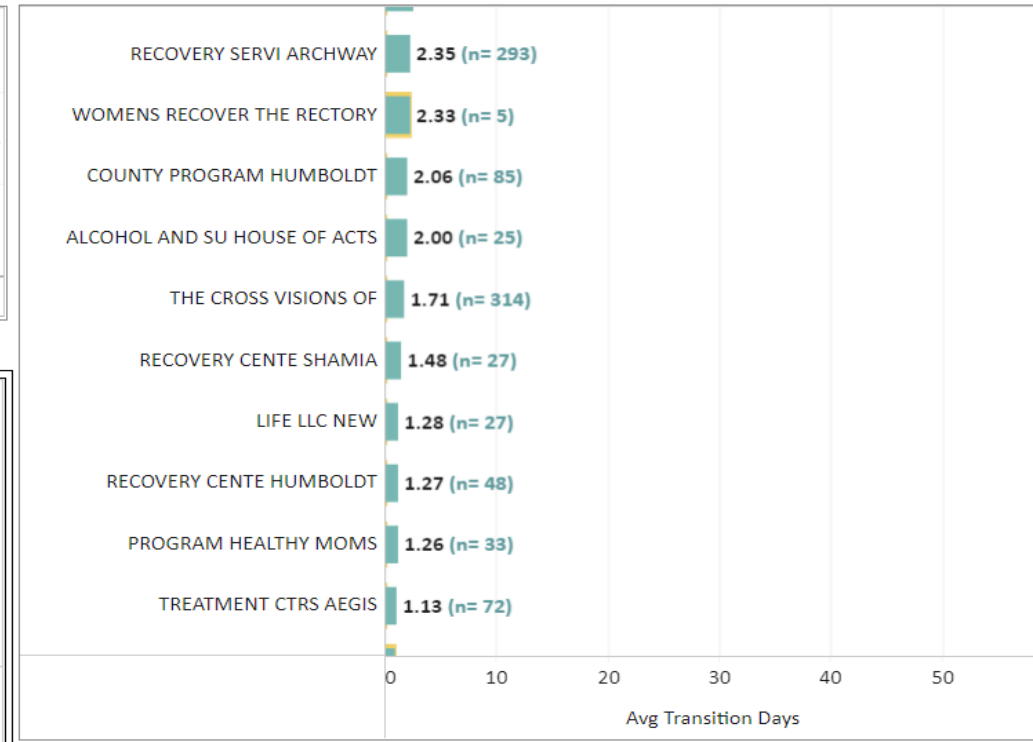 RECOVERY SERVI ARCHWAY 2.35 (n= 293)
WOMENS RECOVER THE RECTORY 2.33 (n= 5)
COUNTY PROGRAM HUMBOLDT 2.06 (n= 85)
ALCOHOL AND SU HOUSE OF ACTS 2.00 (n= 25)
THE CROSS VISIONS OF 1.71 (n= 314)
RECOVERY CENTE SHAMIA 1.48 (n= 27)
LIFE LLC NEW 1.28 (n= 27)
RECOVERY CENTE HUMBOLDT 1.27 (n= 48)
PROGRAM HEALTHY MOMS 1.26 (n= 33)
TREATMENT CTRS AEGIS 1.13 (n= 72)
0 10 20 30 40 50
Avg Transition Days